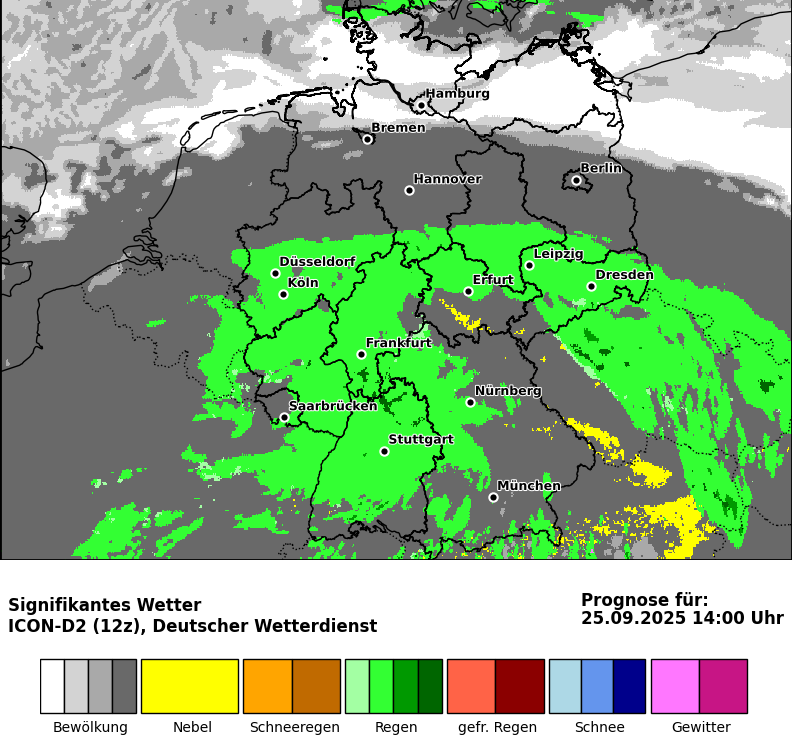 Hamburg
Bremen
Berlin
Hannover
Leipzig
Düsseldorf
Dresden
Köln
Erfurt
Frankfurt
Nürnberg
Saarbrücken
Stuttgart
München
Signifikantes Wetter
ICON-D2 (12z), Deutscher Wetterdienst
Prognose für:
25.09.2025 14:00 Uhr
Bewölkung Nebel Schneeregen Regen gefr. Regen Schnee Gewitter